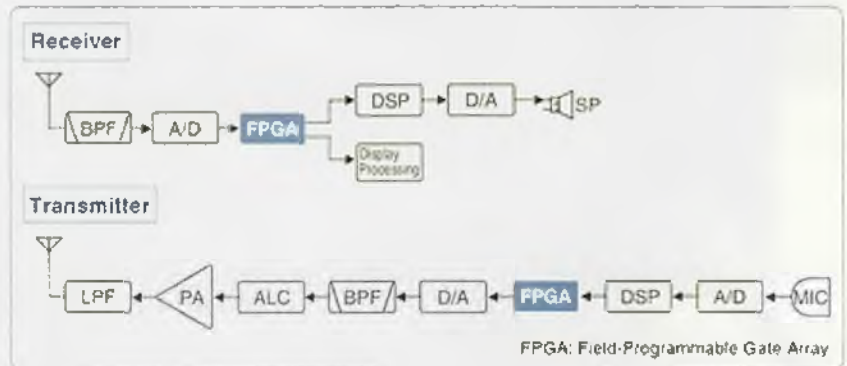 Receiver
BPF A/D FPGA DSP D/A SP
Display
Processing
Transmitter
LPF PA ALC BPF D/A FPGA DSP A/D MIC
FPGA: Field-Programmable Gate Array